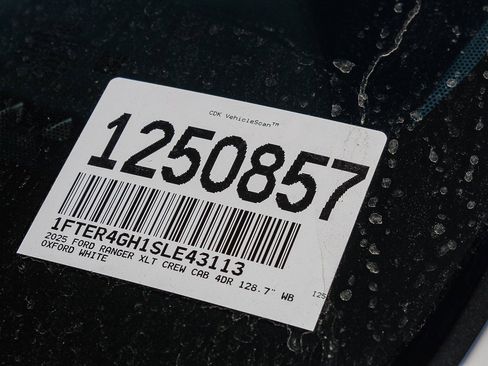 CDK VehicleScan™
1250857
1FTER4GH1SLE43113
2025 FORD RANGER XLT CREW CAB 4DR 128.7" WB
OXFORD WHITE